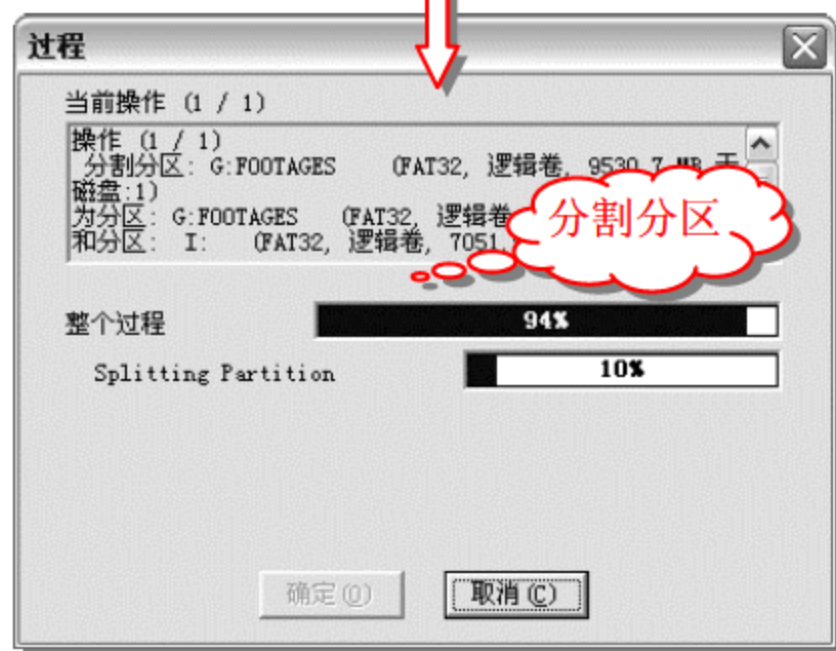 过程
当前操作 (1 / 1)
操作 (1 / 1)
分割分区: G:FOOTAGES (FAT32, 逻辑卷, 9530.7 MB 于
磁盘:1)
为分区: G:FOOTAGES (FAT32, 逻辑卷
和分区: I: (FAT32, 逻辑卷, 7051.
分割分区
整个过程 94%
Splitting Partition 10%
确定(O) 取消(C)